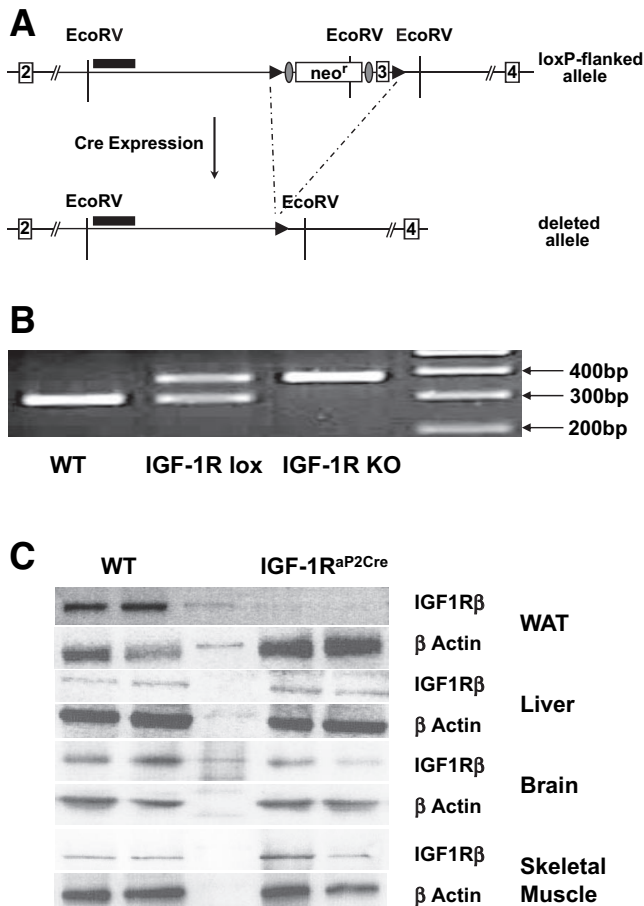 A
EcoRV EcoRV EcoRV
2 // neoʳ 3 // 4 loxP-flanked
allele
Cre Expression
EcoRV EcoRV
2 // // 4 deleted
allele
B
400bp
300bp
200bp
WT IGF-1R lox IGF-1R KO
C
WT IGF-1RaP2Cre
IGF1Rβ
WAT
β Actin
IGF1Rβ
Liver
β Actin
IGF1Rβ
Brain
β Actin
IGF1Rβ
Skeletal
Muscle
β Actin